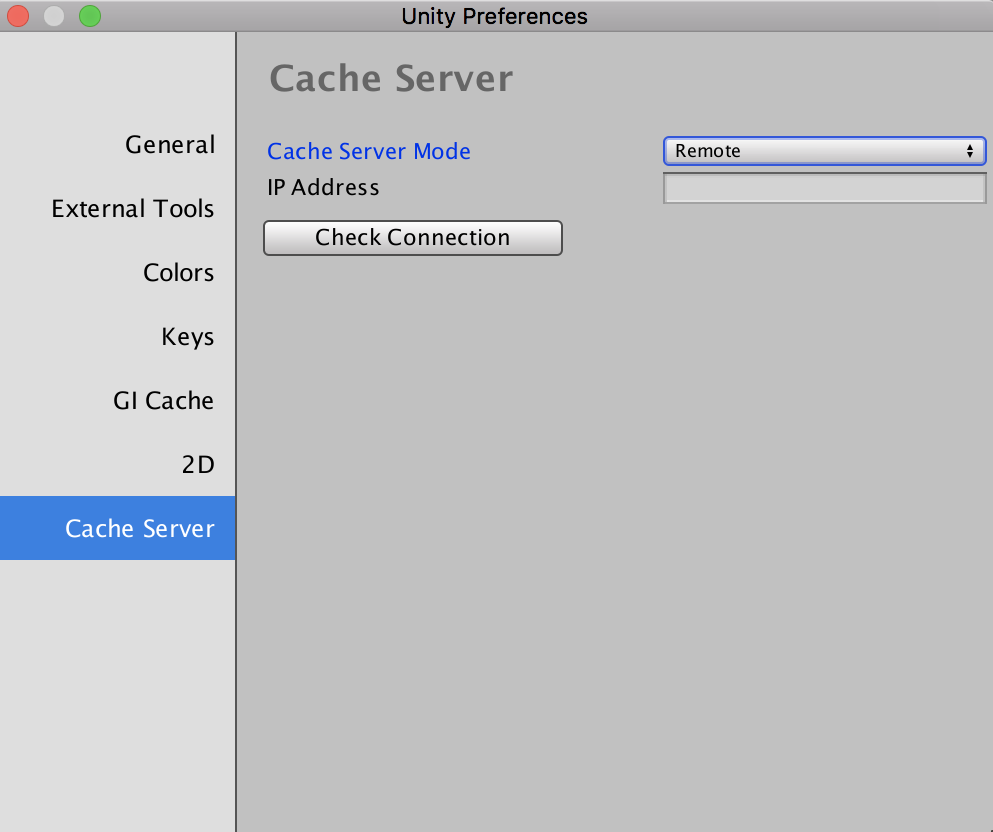 Unity Preferences
General
External Tools
Colors
Keys
GI Cache
2D
Cache Server
Cache Server
Cache Server Mode
Remote
IP Address
Check Connection